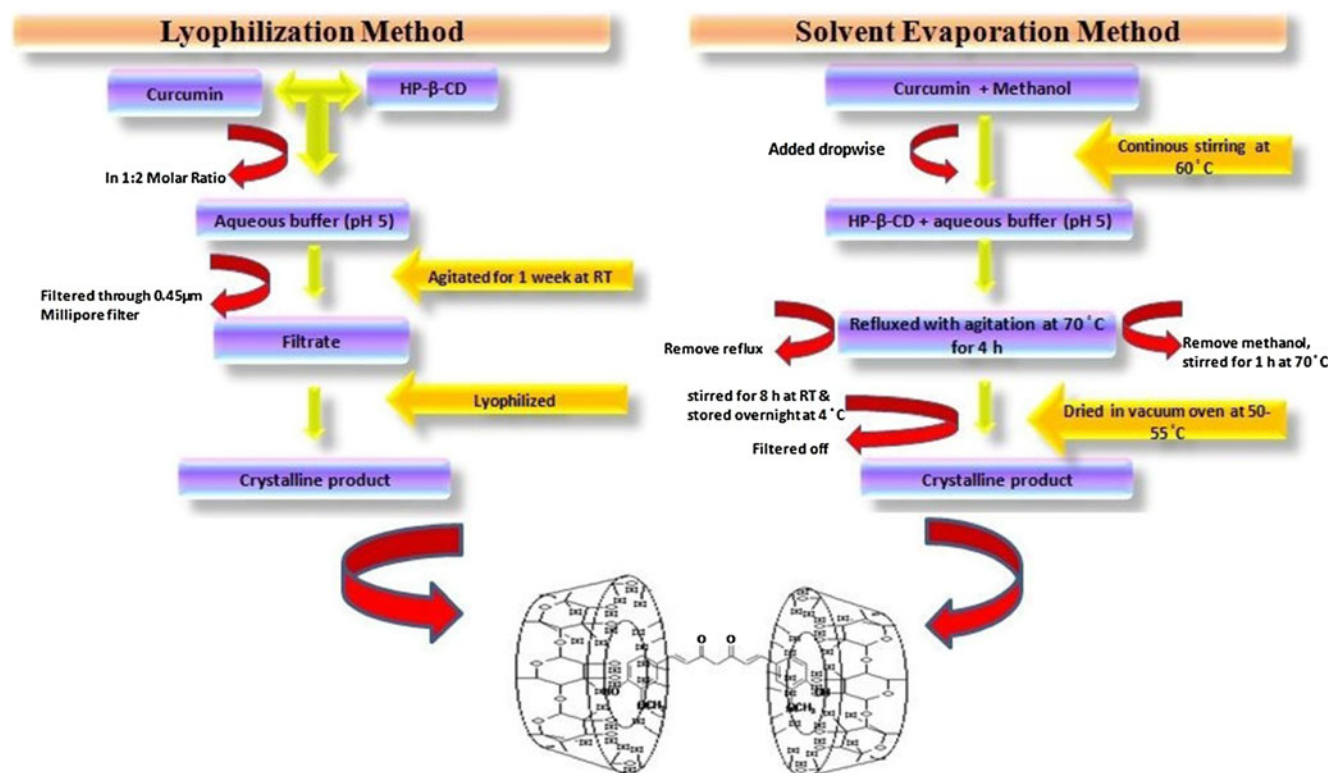 Lyophilization Method
Curcumin
HP-β-CD
In 1:2 Molar Ratio
Aqueous buffer (pH 5)
Agitated for 1 week at RT
Filtered through 0.45µm
Millipore filter
Filtrate
Lyophilized
Crystalline product
Solvent Evaporation Method
Curcumin + Methanol
Added dropwise
Continous stirring at
60˚C
HP-β-CD + aqueous buffer (pH 5)
Refluxed with agitation at 70˚C
for 4 h
Remove reflux
Remove methanol,
stirred for 1 h at 70˚C
stirred for 8 h at RT &
stored overnight at 4˚C
Filtered off
Dried in vacuum oven at 50-
55˚C
Crystalline product
O O
HO
OCH3
OH
OCH3